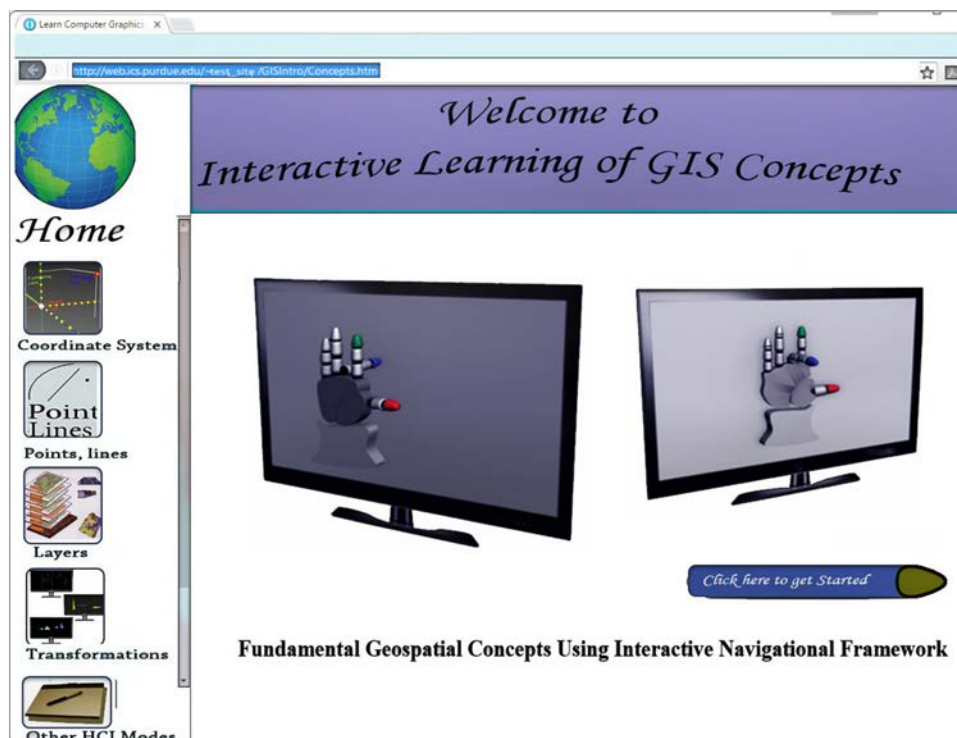 Learn Computer Graphics
http://web.ics.purdue.edu/~test_site /GISIntro/Concepts.htm
Welcome to
Interactive Learning of GIS Concepts
Home
Coordinate System
Point
Lines
Points, lines
Layers
Transformations
Other HCI Modes
Click here to get Started
Fundamental Geospatial Concepts Using Interactive Navigational Framework